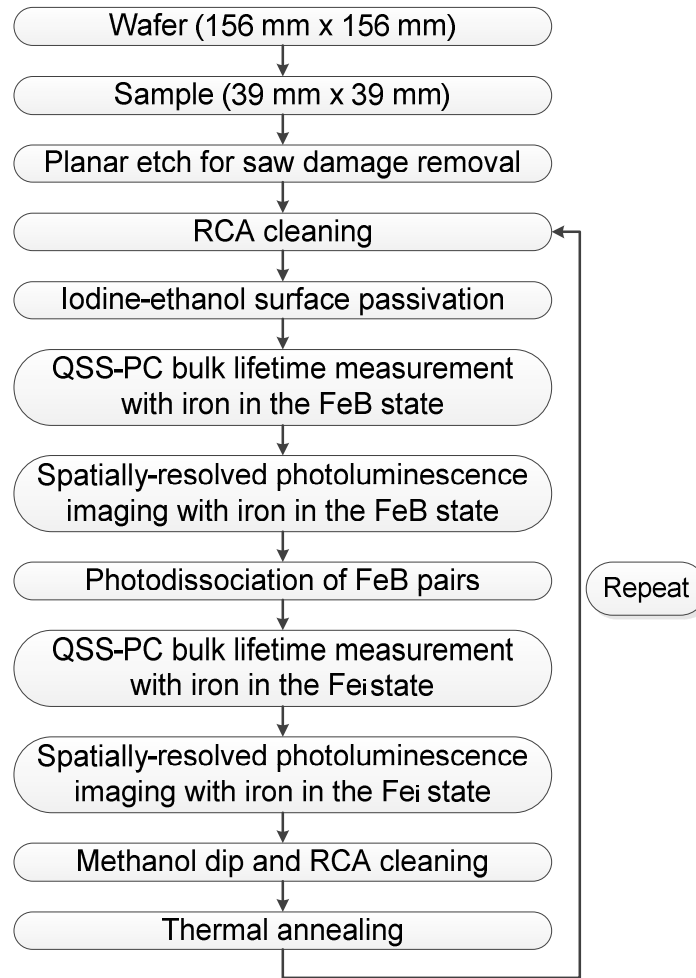 Wafer (156 mm x 156 mm)
Sample (39 mm x 39 mm)
Planar etch for saw damage removal
RCA cleaning
Iodine-ethanol surface passivation
QSS-PC bulk lifetime measurement
with iron in the FeB state
Spatially-resolved photoluminescence
imaging with iron in the FeB state
Photodissociation of FeB pairs
Repeat
QSS-PC bulk lifetime measurement
with iron in the Fei state
Spatially-resolved photoluminescence
imaging with iron in the Fei state
Methanol dip and RCA cleaning
Thermal annealing